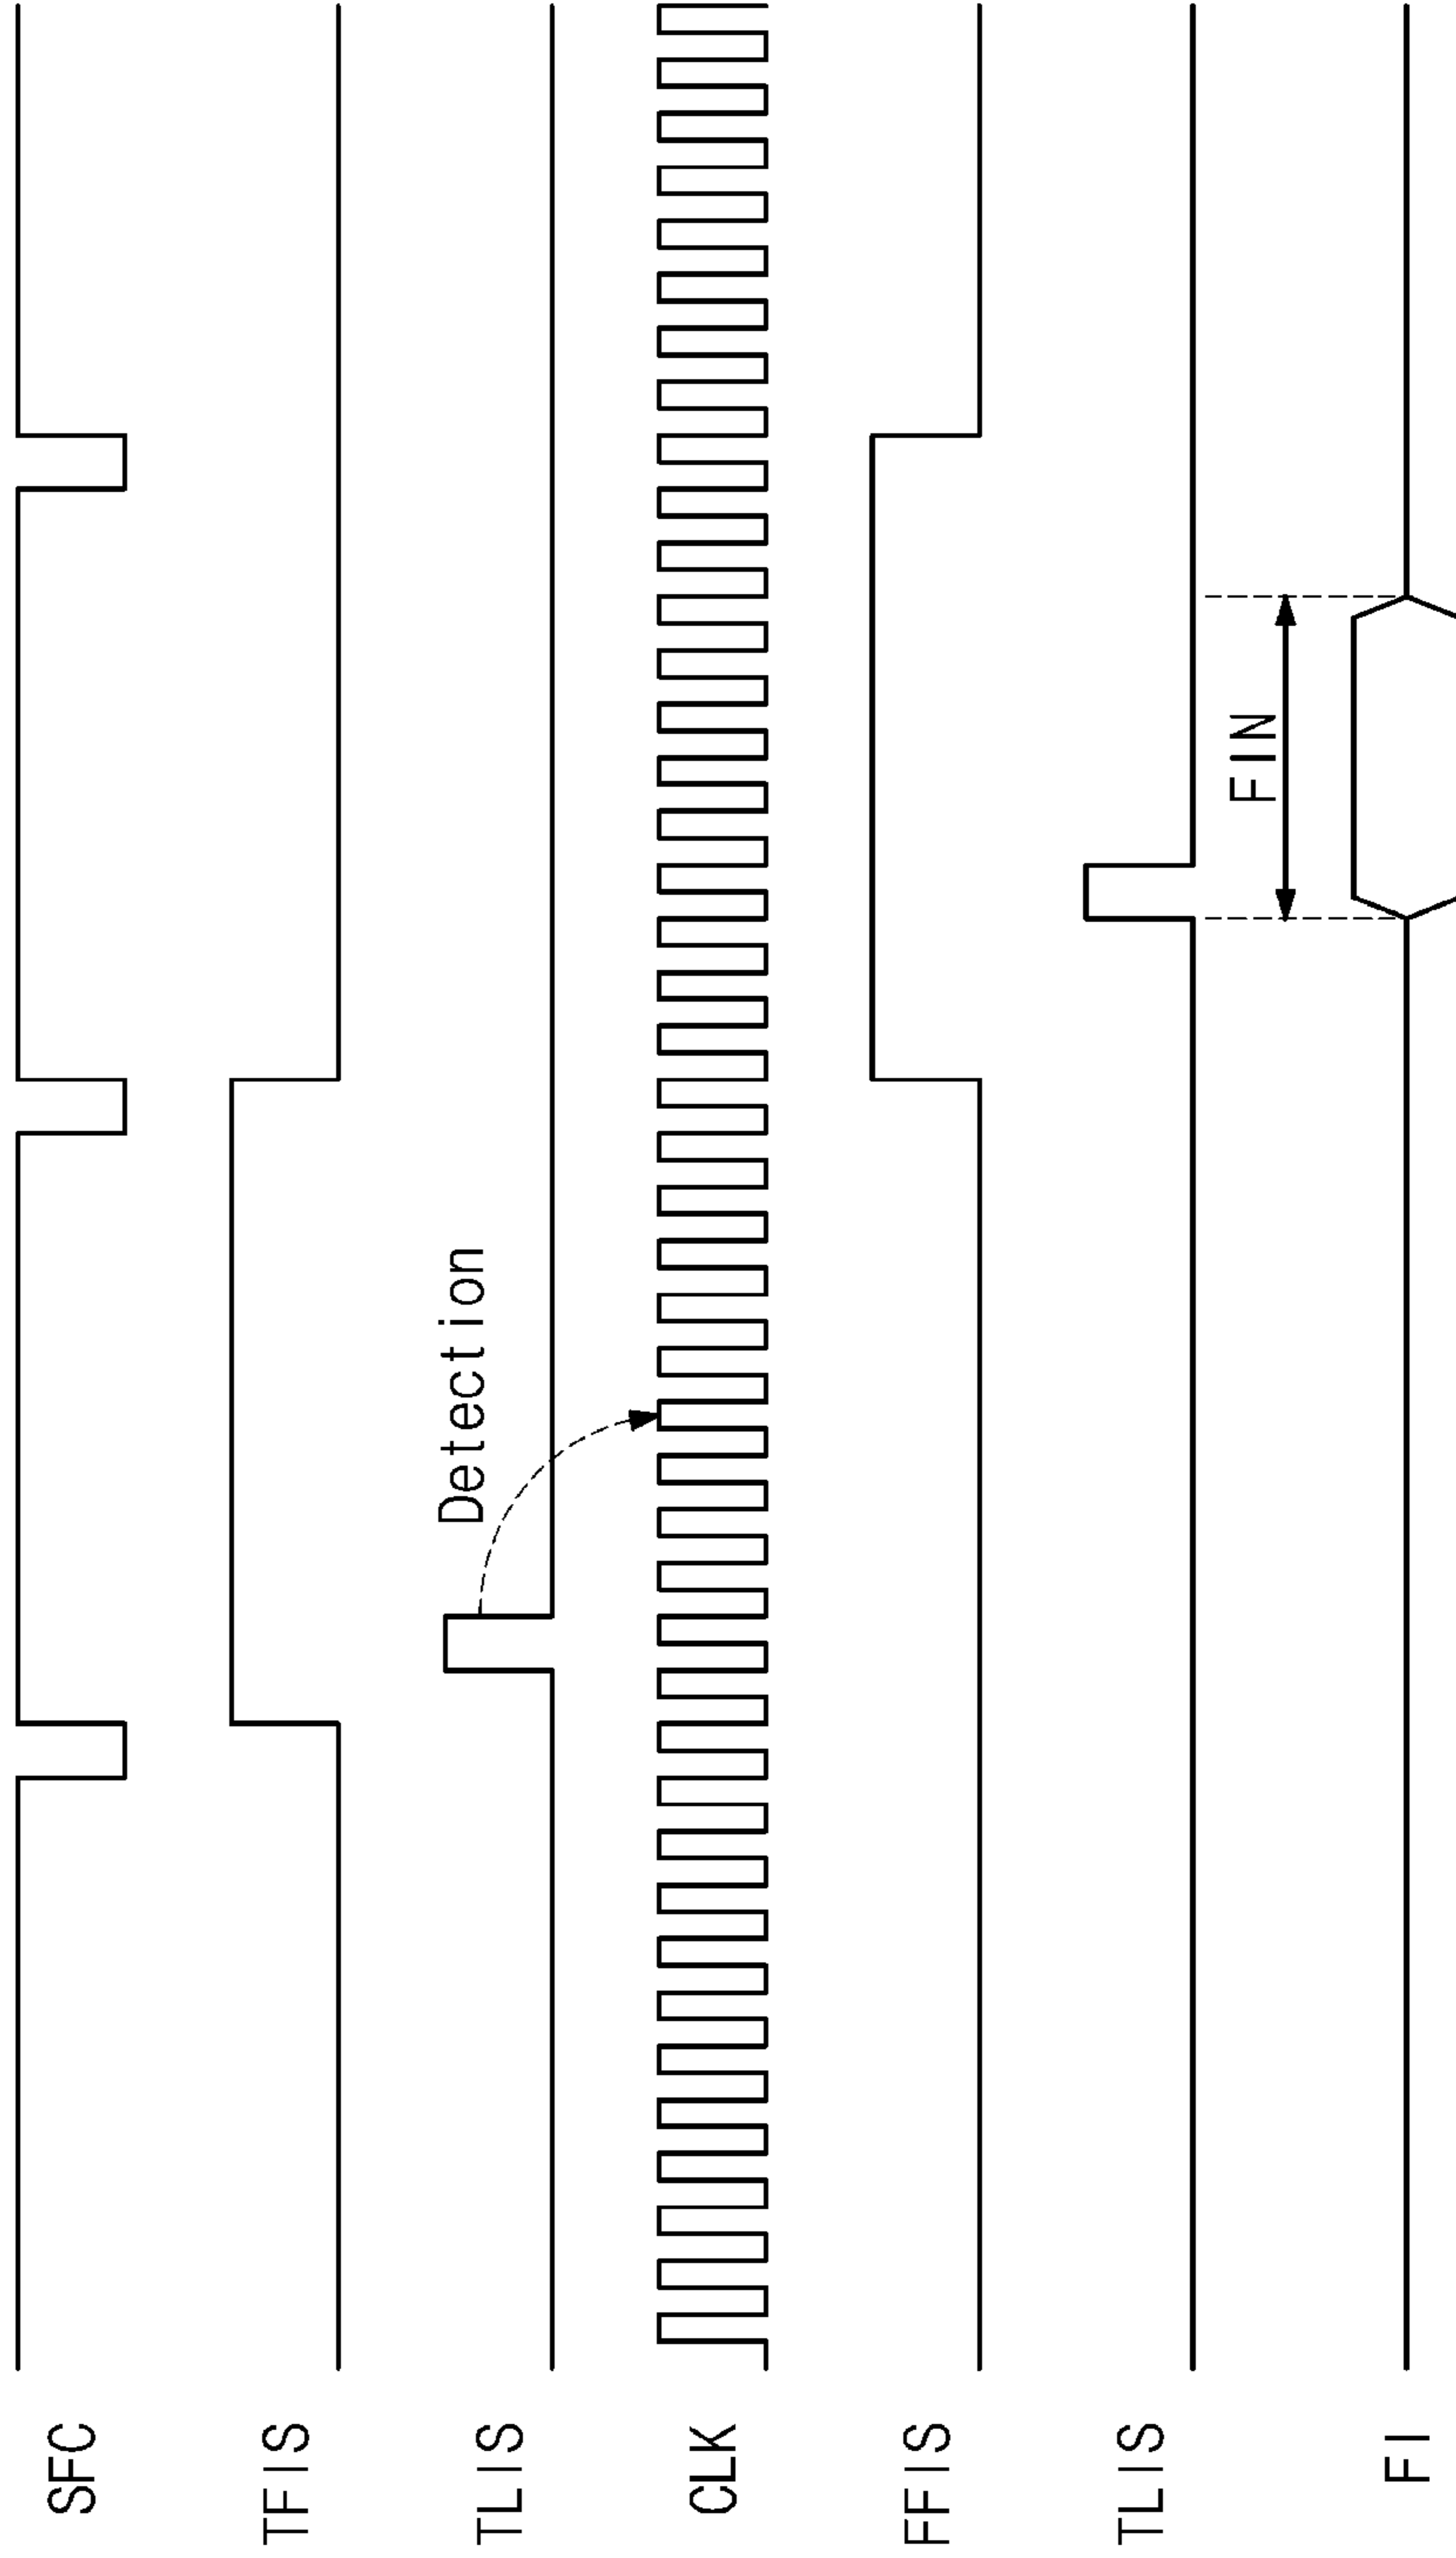 SFC
TFIS
TLIS
Detection
CLK
FFIS
TLIS
FIN
FI